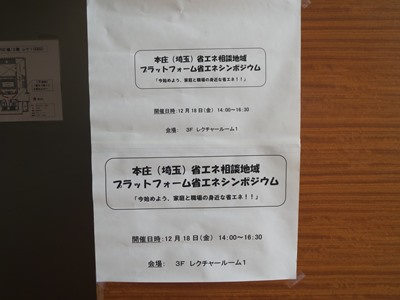 本庄(埼玉)省エネ相談地域
プラットフォーム省エネシンポジウム
「今始めよう、家庭と職場の身近な省エネ!!」
開催日時:12月18日(金) 14:00~16:30
会場: 3F レクチャールーム1
本庄(埼玉)省エネ相談地域
プラットフォーム省エネシンポジウム
「今始めよう、家庭と職場の身近な省エネ!!」
開催日時:12月18日(金) 14:00~16:30
会場: 3F レクチャールーム1